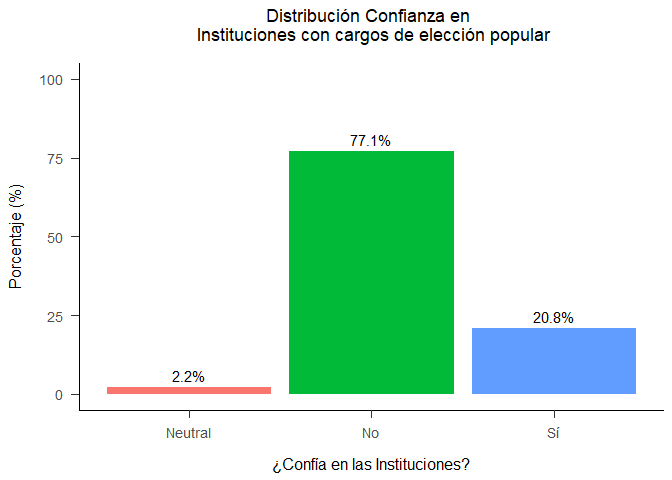 Distribución Confianza en
Instituciones con cargos de elección popular
Porcentaje (%)
100
75
50
25
0
2.2%
77.1%
20.8%
Neutral
No
Sí
¿Confía en las Instituciones?